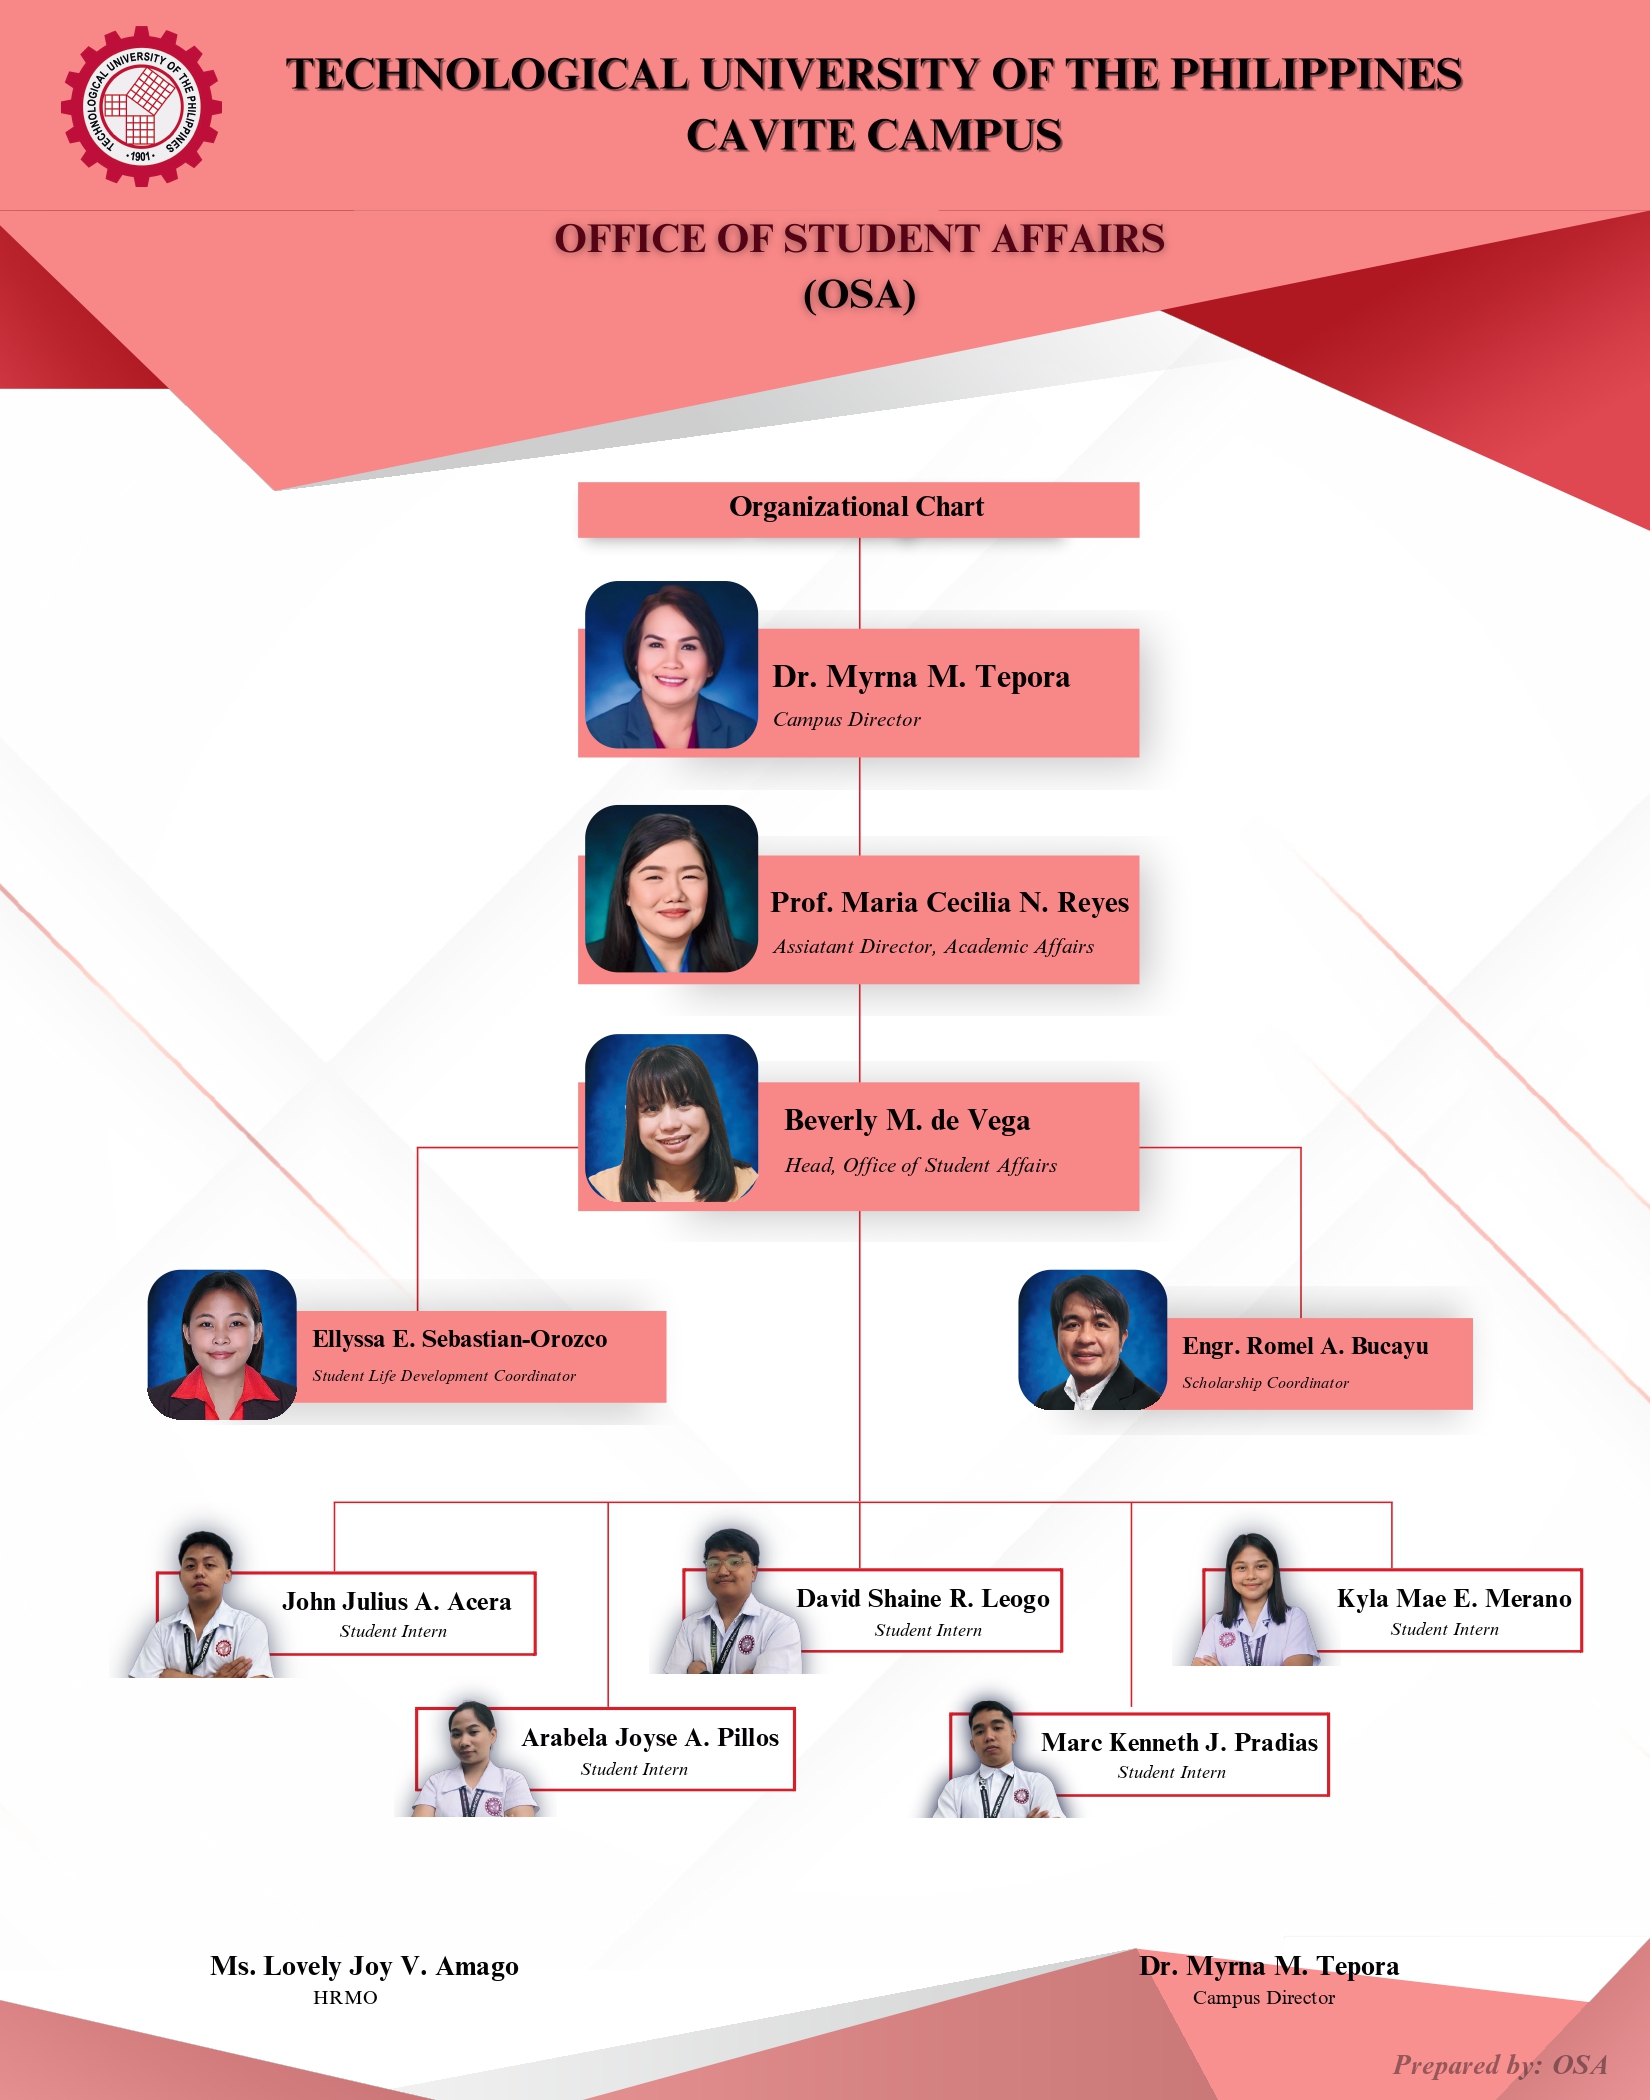 TECHNOLOGICAL UNIVERSITY OF THE PHILIPPINES
• 1901 •
TECHNOLOGICAL UNIVERSITY OF THE PHILIPPINES
CAVITE CAMPUS
OFFICE OF STUDENT AFFAIRS
(OSA)
Organizational Chart
Dr. Myrna M. Tepora
Campus Director
Prof. Maria Cecilia N. Reyes
Assiatant Director, Academic Affairs
Beverly M. de Vega
Head, Office of Student Affairs
Ellyssa E. Sebastian-Orozco
Student Life Development Coordinator
Engr. Romel A. Bucayu
Scholarship Coordinator
John Julius A. Acera
Student Intern
David Shaine R. Leogo
Student Intern
Kyla Mae E. Merano
Student Intern
Arabela Joyse A. Pillos
Student Intern
Marc Kenneth J. Pradias
Student Intern
Ms. Lovely Joy V. Amago
HRMO
Dr. Myrna M. Tepora
Campus Director
Prepared by: OSA